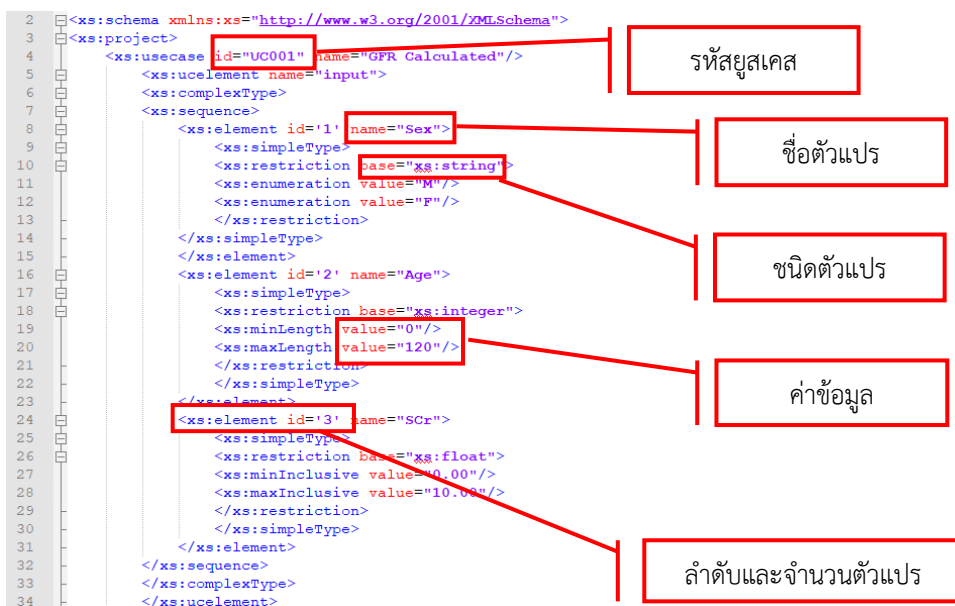 2 <xs:schema xmlns:xs="http://www.w3.org/2001/XMLSchema">
3 <xs:project>
4 <xs:usecase id="UC001" name="GFR Calculated"/>
5 <xs:ucelement name="input">
6 <xs:complexType>
7 <xs:sequence>
8 <xs:element id='1' name="Sex">
9 <xs:simpleType>
10 <xs:restriction base="xs:string">
11 <xs:enumeration value="M"/>
12 <xs:enumeration value="F"/>
13 </xs:restriction>
14 </xs:simpleType>
15 </xs:element>
16 <xs:element id='2' name="Age">
17 <xs:simpleType>
18 <xs:restriction base="xs:integer">
19 <xs:minLength value="0"/>
20 <xs:maxLength value="120"/>
21 </xs:restriction>
22 </xs:simpleType>
23 </xs:element>
24 <xs:element id='3' name="SCr">
25 <xs:simpleType>
26 <xs:restriction base="xs:float">
27 <xs:minInclusive value="0.00"/>
28 <xs:maxInclusive value="10.00"/>
29 </xs:restriction>
30 </xs:simpleType>
31 </xs:element>
32 </xs:sequence>
33 </xs:complexType>
34 </xs:ucelement>
รหัสยูสเคส
ชื่อตัวแปร
ชนิดตัวแปร
ค่าข้อมูล
ลำดับและจำนวนตัวแปร